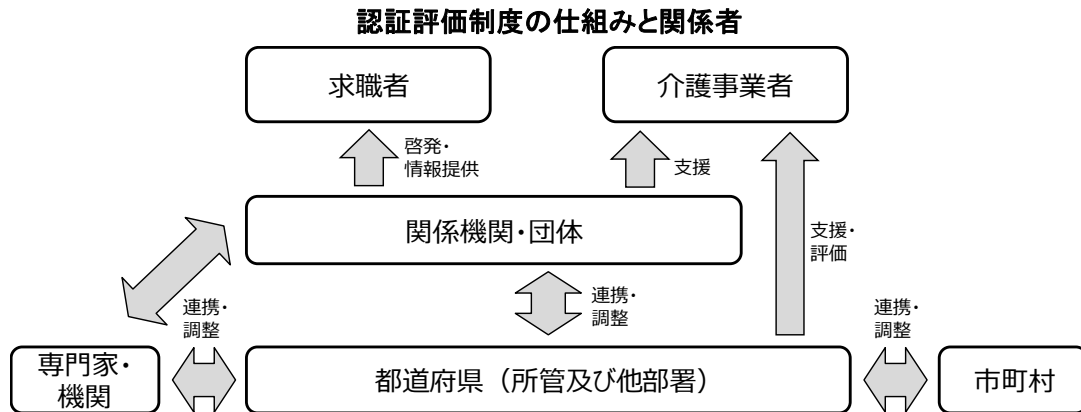 認証評価制度の仕組みと関係者
求職者
介護事業者
啓発・
情報提供
支援
関係機関・団体
支援・
評価
連携・
調整
連携・
調整
連携・
調整
専門家・
機関
都道府県（所管及び他部署）
市町村